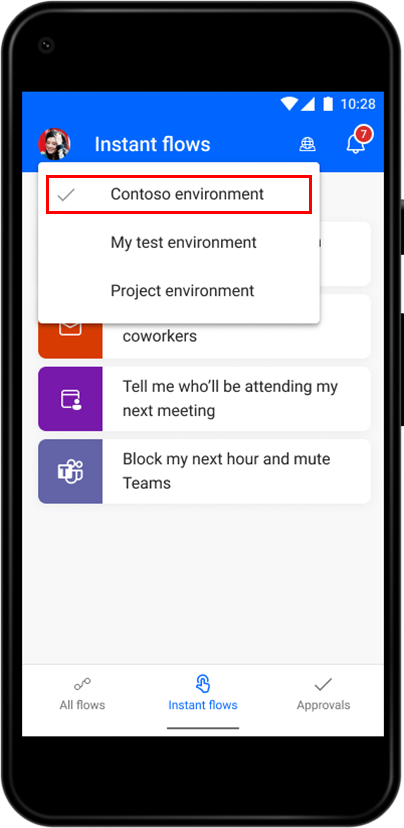 10:28
Instant flows
7
Contoso environment
My test environment
Project environment
coworkers
Tell me who'll be attending my
next meeting
Block my next hour and mute
Teams
All flows
Instant flows
Approvals